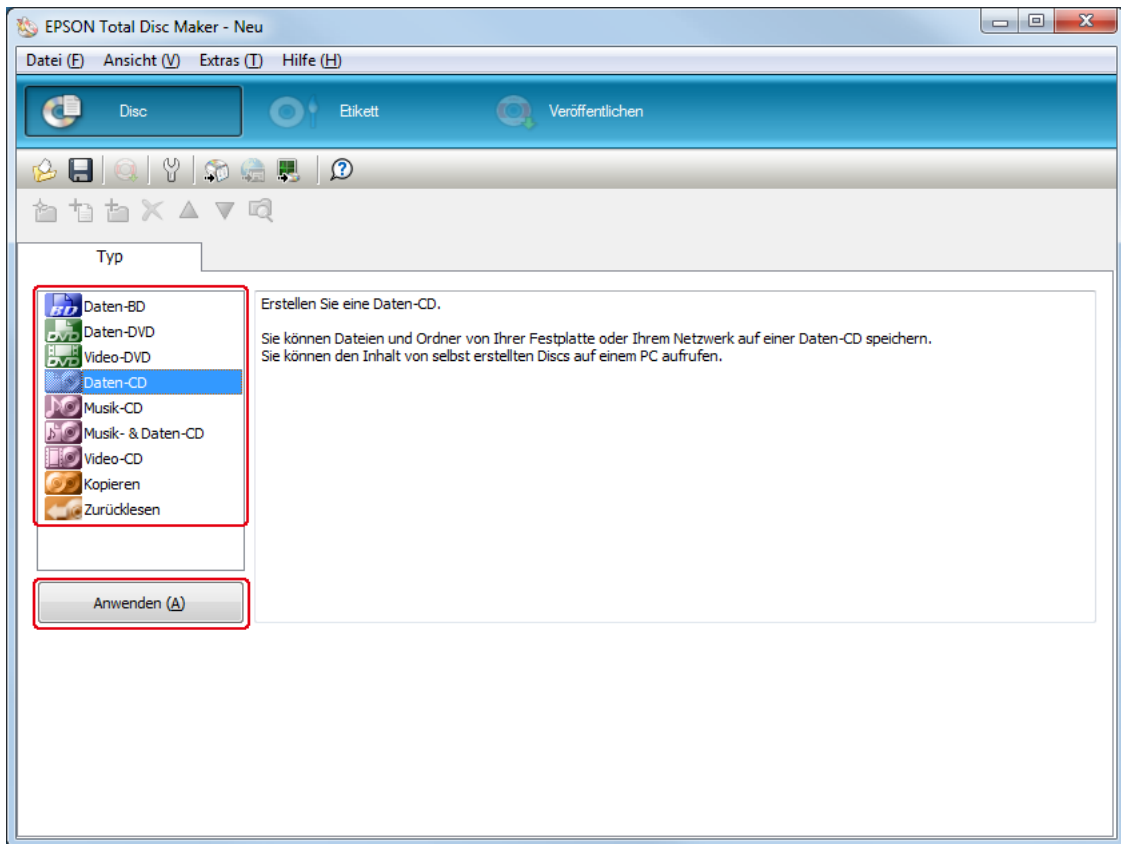 EPSON Total Disc Maker - Neu
Datei (F) Ansicht (V) Extras (T) Hilfe (H)
Disc Etikett Veröffentlichen
Typ
BD Daten-BD
DVD Daten-DVD
DVD Video-DVD
Daten-CD
Musik-CD
Musik- & Daten-CD
Video-CD
Kopieren
Zurücklesen
Anwenden (A)
Erstellen Sie eine Daten-CD.
Sie können Dateien und Ordner von Ihrer Festplatte oder Ihrem Netzwerk auf einer Daten-CD speichern.
Sie können den Inhalt von selbst erstellten Discs auf einem PC aufrufen.